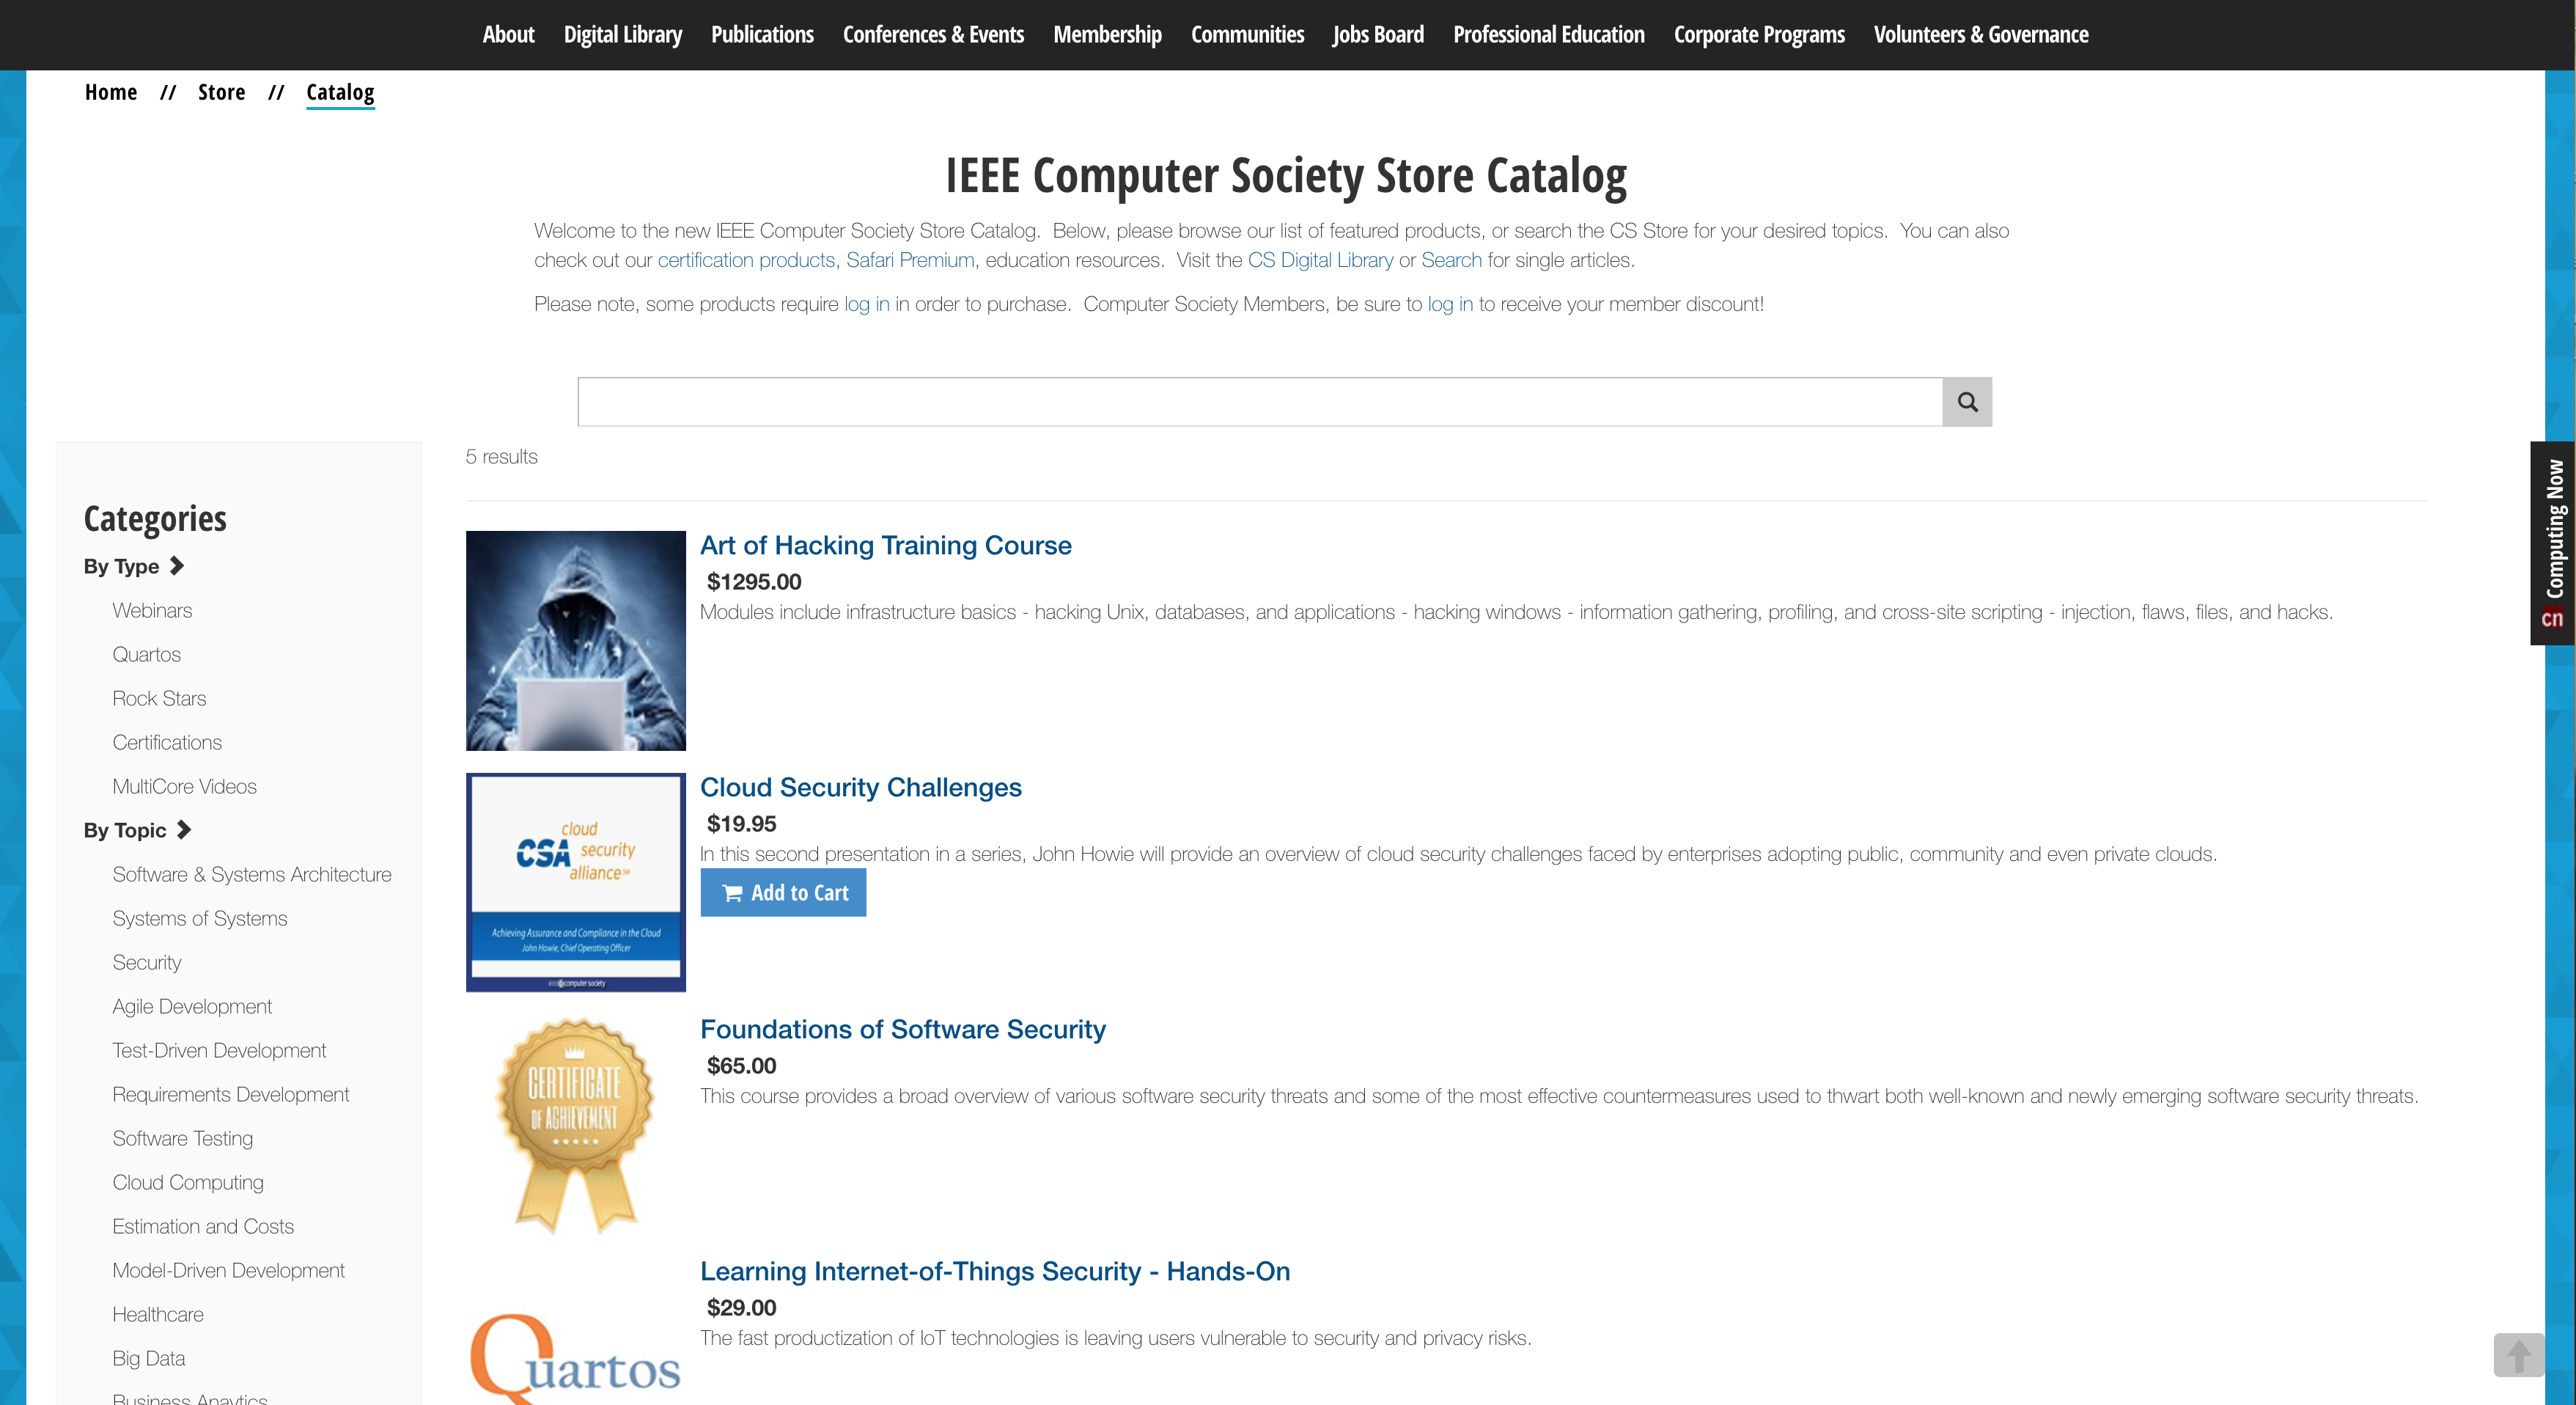 About Digital Library Publications Conferences & Events Membership Communities Jobs Board Professional Education Corporate Programs Volunteers & Governance
Home // Store // Catalog
IEEE Computer Society Store Catalog
Welcome to the new IEEE Computer Society Store Catalog. Below, please browse our list of featured products, or search the CS Store for your desired topics. You can also
check out our certification products, Safari Premium, education resources. Visit the CS Digital Library or Search for single articles.
Please note, some products require log in in order to purchase. Computer Society Members, be sure to log in to receive your member discount!
5 results
Categories
By Type
Webinars
Quartos
Rock Stars
Certifications
MultiCore Videos
By Topic
Software & Systems Architecture
Systems of Systems
Security
Agile Development
Test-Driven Development
Requirements Development
Software Testing
Cloud Computing
Estimation and Costs
Model-Driven Development
Healthcare
Big Data
Business Anaytics
Art of Hacking Training Course
$1295.00
Modules include infrastructure basics - hacking Unix, databases, and applications - hacking windows - information gathering, profiling, and cross-site scripting - injection, flaws, files, and hacks.
cloud
CSA security
alliance℠
Achieving Assurance and Compliance in the Cloud
John Howie, Chief Operating Officer
IEEE computer society
Cloud Security Challenges
$19.95
In this second presentation in a series, John Howie will provide an overview of cloud security challenges faced by enterprises adopting public, community and even private clouds.
Add to Cart
CERTIFICATE
OF ACHIEVEMENT
Foundations of Software Security
$65.00
This course provides a broad overview of various software security threats and some of the most effective countermeasures used to thwart both well-known and newly emerging software security threats.
Quartos
Learning Internet-of-Things Security - Hands-On
$29.00
The fast productization of IoT technologies is leaving users vulnerable to security and privacy risks.
cn Computing Now